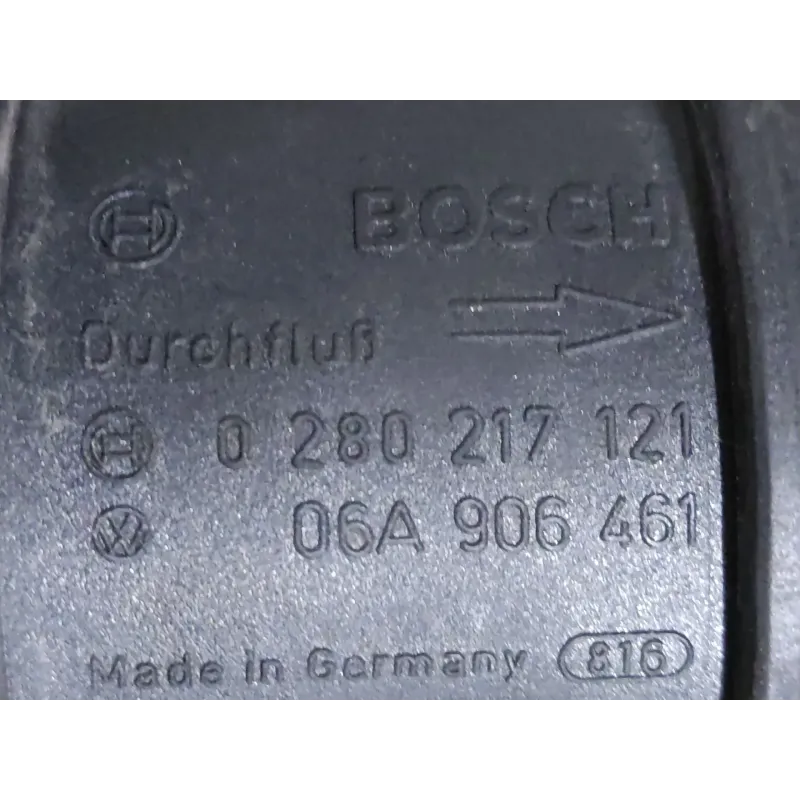 BOSCH
Durchfluß
0 280 217 121
06A 906 461
Made in Germany 816